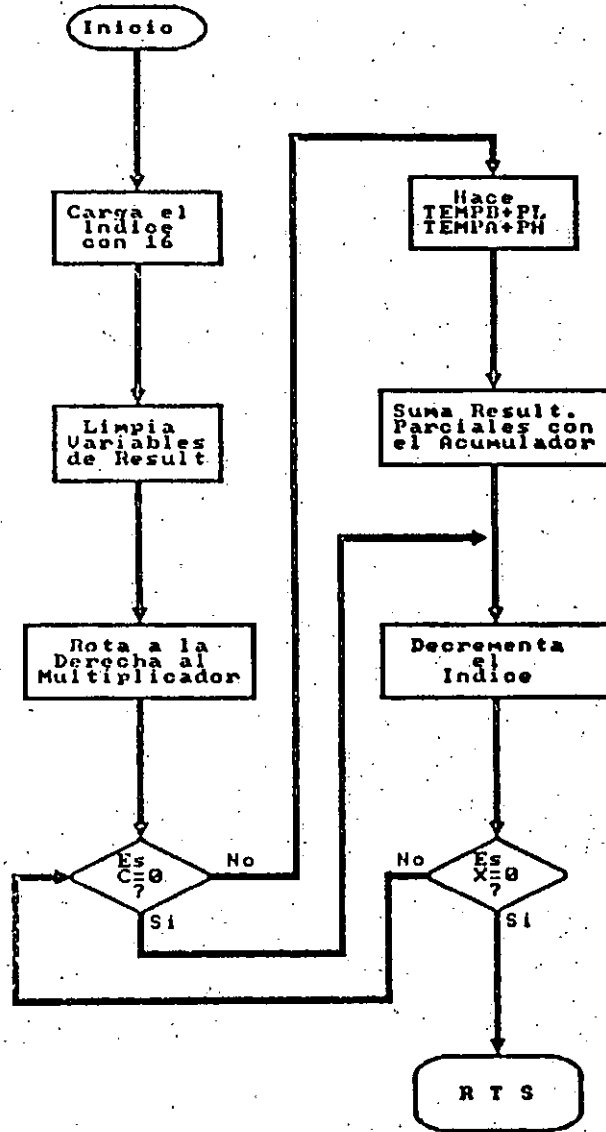 Inicio
Carga el
Indice
con 16
Limpia
Variables
de Result
Rota a la
Derecha al
Multiplicador
Es
C=0
?
No
Si
Hace
TEMPB+PL
TEMPA+PH
Suma Result.
Parciales con
el Acumulador
Decrementa
el
Indice
Es
X=0
?
No
Si
R T S